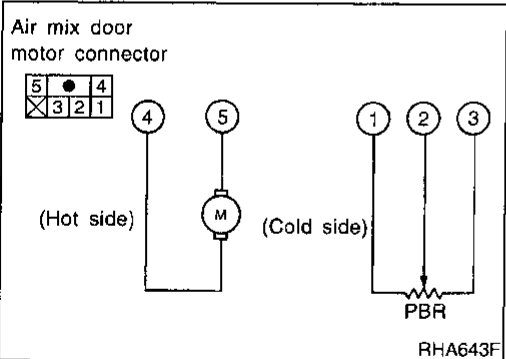 Air mix door
motor connector
5 4
3 2 1
4 5 1 2 3
M
(Hot side) (Cold side)
PBR
RHA643F